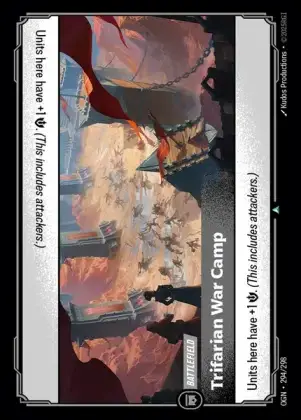 Units here have +1. (This includes attackers.)
BATTLEFIELD
Trifarian War Camp
Units here have +1. (This includes attackers.)
OGN • 294/298
Kudos Productions • ©2025RGI